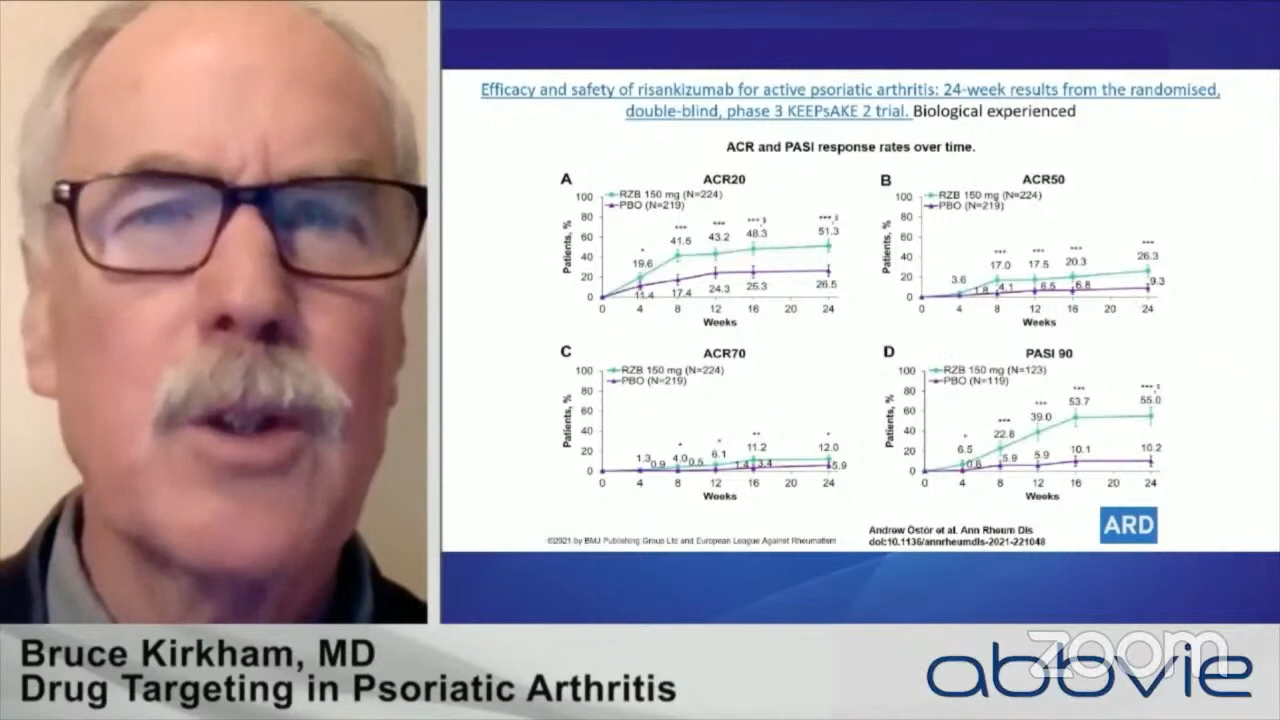 Efficacy and safety of risankizumab for active psoriatic arthritis: 24-week results from the randomised,
double-blind, phase 3 KEEPsAKE 2 trial. Biological experienced
ACR and PASI response rates over time.
A
ACR20
RZB 150 mg (N=224)
PBO (N=219)
Patients, %
100
80
60
40
20
0
* *** *** ***,§ ***,§
19.6 41.5 43.2 48.3 51.3
11.4 17.4 24.3 25.3 26.5
0 4 8 12 16 20 24
Weeks
B
ACR50
RZB 150 mg (N=224)
PBO (N=219)
Patients, %
100
80
60
40
20
0
*** *** *** ***
3.6 17.0 17.5 20.3 26.3
1.8 4.1 6.5 6.8 9.3
0 4 8 12 16 20 24
Weeks
C
ACR70
RZB 150 mg (N=224)
PBO (N=219)
Patients, %
100
80
60
40
20
0
* * ** *
1.3 4.0 6.1 11.2 12.0
0.9 0.5 1.4 3.4 5.9
0 4 8 12 16 20 24
Weeks
D
PASI 90
RZB 150 mg (N=123)
PBO (N=119)
Patients, %
100
80
60
40
20
0
* *** *** *** ***,§
6.5 22.8 39.0 53.7 55.0
0.8 5.9 5.9 10.1 10.2
0 4 8 12 16 20 24
Weeks
©2021 by BMJ Publishing Group Ltd and European League Against Rheumatism
Andrew Östör et al. Ann Rheum Dis
doi:10.1136/annrheumdis-2021-221048
ARD
Bruce Kirkham, MD
Drug Targeting in Psoriatic Arthritis
abbvie
zoom